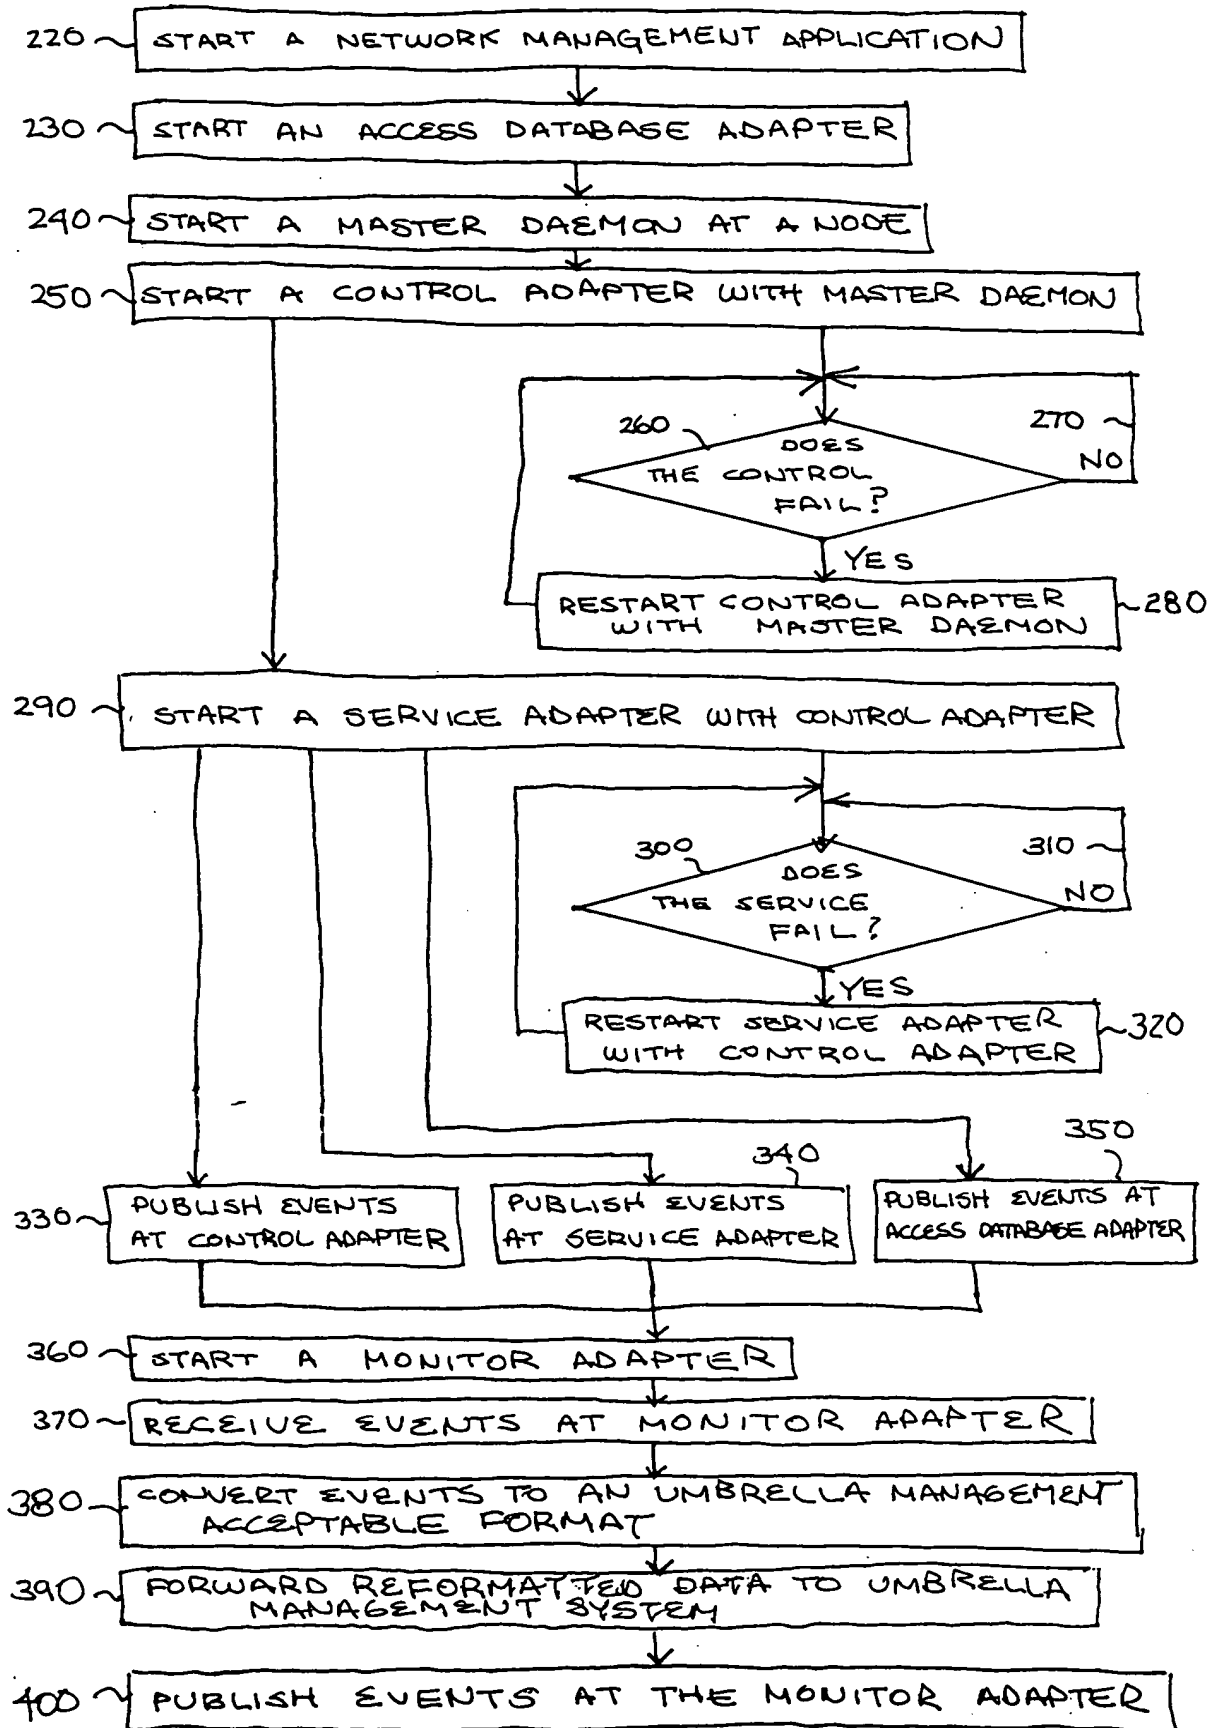 220 START A NETWORK MANAGEMENT APPLICATION
230 START AN ACCESS DATABASE ADAPTER
240 START A MASTER DAEMON AT A NODE
250 START A CONTROL ADAPTER WITH MASTER DAEMON
260
270
DOES
THE CONTROL
FAIL?
NO
YES
RESTART CONTROL ADAPTER
WITH MASTER DAEMON
280
290 START A SERVICE ADAPTER WITH CONTROL ADAPTER
300
310
DOES
THE SERVICE
FAIL?
NO
YES
RESTART SERVICE ADAPTER
WITH CONTROL ADAPTER
320
330
PUBLISH EVENTS
AT CONTROL ADAPTER
340
PUBLISH EVENTS
AT SERVICE ADAPTER
350
PUBLISH EVENTS AT
ACCESS DATABASE ADAPTER
360 START A MONITOR ADAPTER
370 RECEIVE EVENTS AT MONITOR ADAPTER
380 CONVERT EVENTS TO AN UMBRELLA MANAGEMENT
ACCEPTABLE FORMAT
390 FORWARD REFORMATTED DATA TO UMBRELLA
MANAGEMENT SYSTEM
400 PUBLISH EVENTS AT THE MONITOR ADAPTER